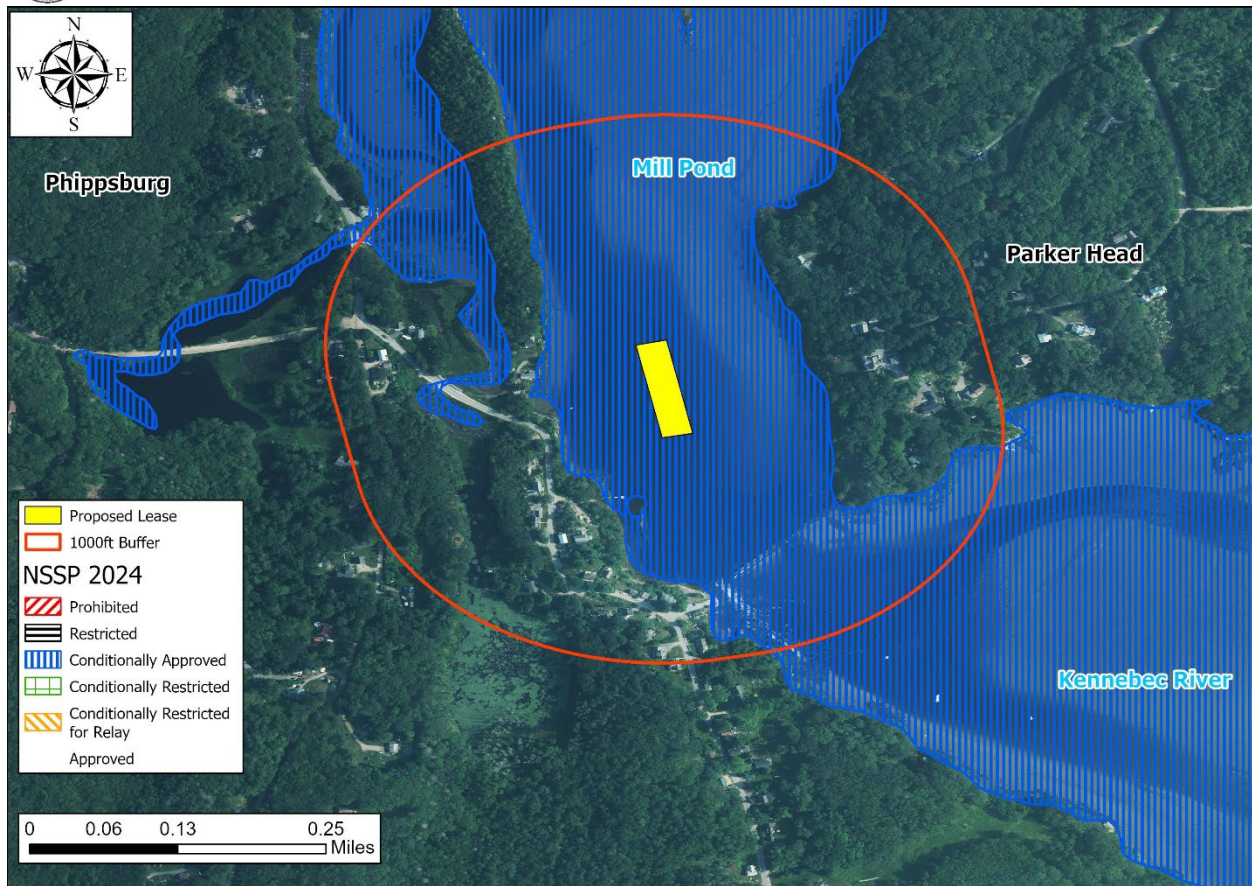 N
W E
S
Phippsburg
Mill Pond
Parker Head
Kennebec River
Proposed Lease
1000ft Buffer
NSSP 2024
Prohibited
Restricted
Conditionally Approved
Conditionally Restricted
Conditionally Restricted
for Relay
Approved
0 0.06 0.13 0.25
Miles